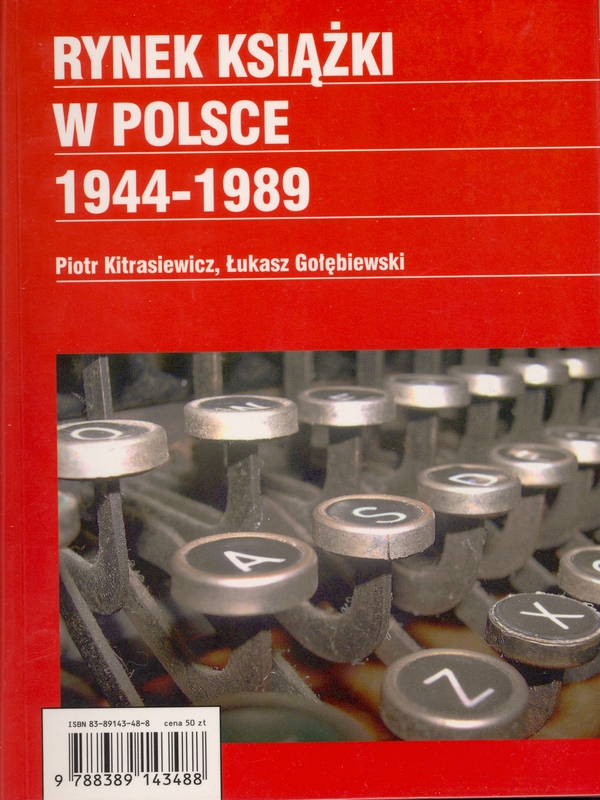 RYNEK KSIĄŻKI
W POLSCE
1944-1989
Piotr Kitrasiewicz, Łukasz Gołębiewski
Q W E
A S D F
Z X C
ISBN 83-89143-48-8 cena 50 zł
9 788389 143488